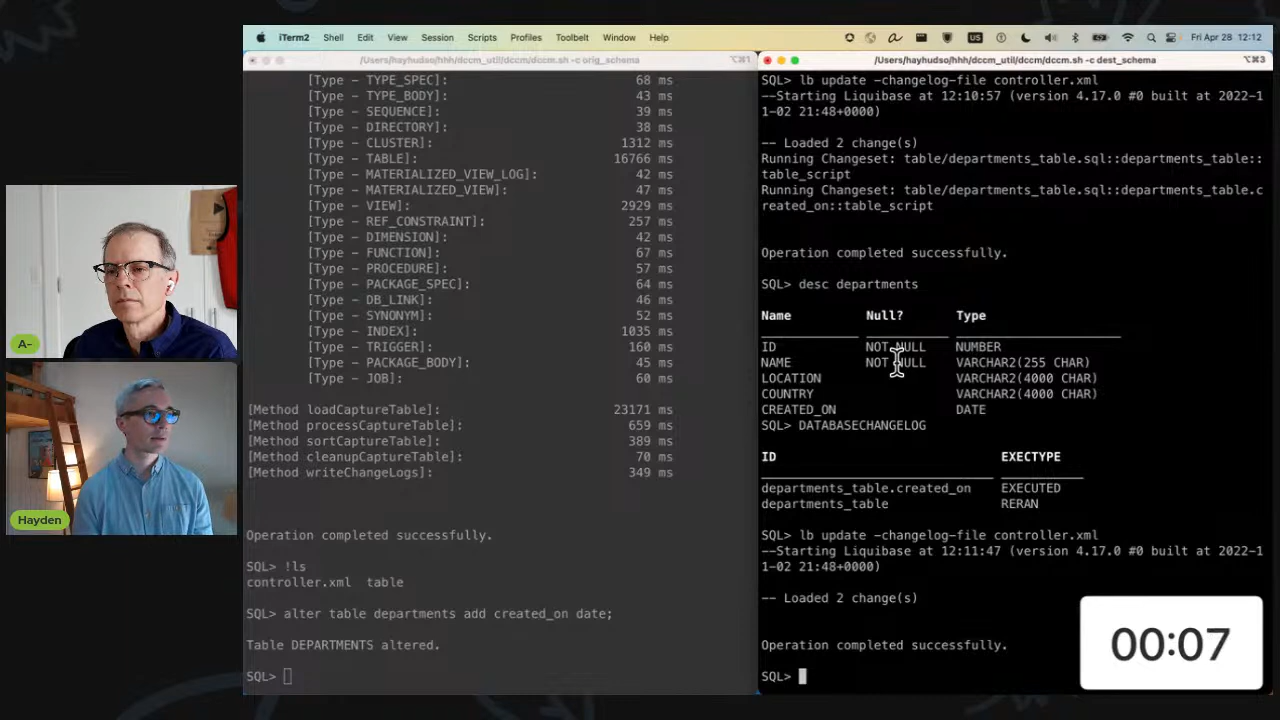 iTerm2 Shell Edit View Session Scripts Profiles Toolbelt Window Help
US
Fri Apr 28 12:12
/Users/hayhudso/hhh/dccm_util/dccm/dccm.sh -c orig_schema
⌥⌘1
[Type - TYPE_SPEC]: 68 ms
[Type - TYPE_BODY]: 43 ms
[Type - SEQUENCE]: 39 ms
[Type - DIRECTORY]: 38 ms
[Type - CLUSTER]: 1312 ms
[Type - TABLE]: 16766 ms
[Type - MATERIALIZED_VIEW_LOG]: 42 ms
[Type - MATERIALIZED_VIEW]: 47 ms
[Type - VIEW]: 2929 ms
[Type - REF_CONSTRAINT]: 257 ms
[Type - DIMENSION]: 42 ms
[Type - FUNCTION]: 67 ms
[Type - PROCEDURE]: 57 ms
[Type - PACKAGE_SPEC]: 64 ms
[Type - DB_LINK]: 46 ms
[Type - SYNONYM]: 52 ms
[Type - INDEX]: 1035 ms
[Type - TRIGGER]: 160 ms
[Type - PACKAGE_BODY]: 45 ms
[Type - JOB]: 60 ms
[Method loadCaptureTable]: 23171 ms
[Method processCaptureTable]: 659 ms
[Method sortCaptureTable]: 389 ms
[Method cleanupCaptureTable]: 70 ms
[Method writeChangeLogs]: 349 ms
Operation completed successfully.
SQL> !ls
controller.xml table
SQL> alter table departments add created_on date;
Table DEPARTMENTS altered.
SQL>
/Users/hayhudso/hhh/dccm_util/dccm/dccm.sh -c dest_schema
⌥⌘3
SQL> lb update -changelog-file controller.xml
--Starting Liquibase at 12:10:57 (version 4.17.0 #0 built at 2022-1
1-02 21:48+0000)
-- Loaded 2 change(s)
Running Changeset: table/departments_table.sql::departments_table::
table_script
Running Changeset: table/departments_table.sql::departments_table.c
reated_on::table_script
Operation completed successfully.
SQL> desc departments
Name Null? Type
ID NOT NULL NUMBER
NAME NOT NULL VARCHAR2(255 CHAR)
LOCATION VARCHAR2(4000 CHAR)
COUNTRY VARCHAR2(4000 CHAR)
CREATED_ON DATE
SQL> DATABASECHANGELOG
ID EXECTYPE
departments_table.created_on EXECUTED
departments_table RERAN
SQL> lb update -changelog-file controller.xml
--Starting Liquibase at 12:11:47 (version 4.17.0 #0 built at 2022-1
1-02 21:48+0000)
-- Loaded 2 change(s)
Operation completed successfully.
SQL>
A-
Hayden
00:07